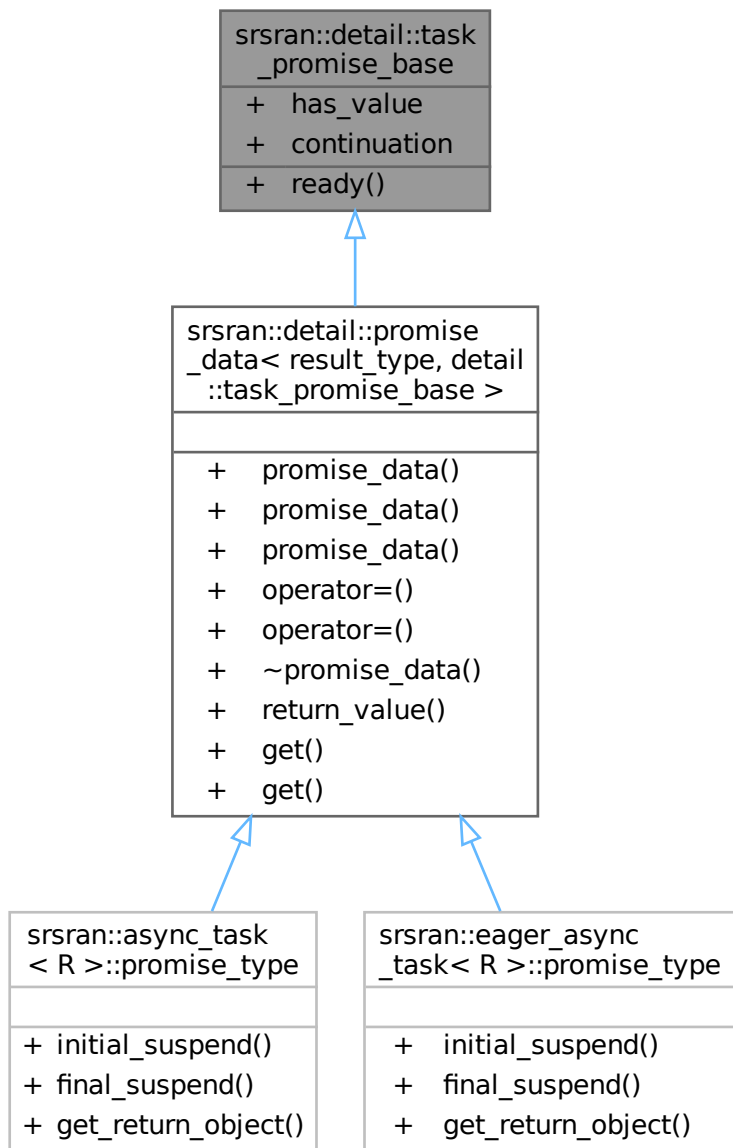 srsran::detail::task
_promise_base
+ has_value
+ continuation
+ ready()
srsran::detail::promise
_data< result_type, detail
::task_promise_base >
+ promise_data()
+ promise_data()
+ promise_data()
+ operator=()
+ operator=()
+ ~promise_data()
+ return_value()
+ get()
+ get()
srsran::async_task
< R >::promise_type
+ initial_suspend()
+ final_suspend()
+ get_return_object()
srsran::eager_async
_task< R >::promise_type
+ initial_suspend()
+ final_suspend()
+ get_return_object()